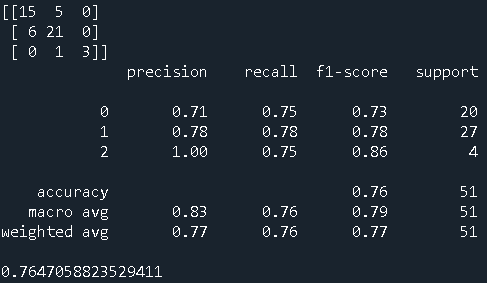 [[15 5 0]
[ 6 21 0]
[ 0 1 3]]
precision recall f1-score support
0 0.71 0.75 0.73 20
1 0.78 0.78 0.78 27
2 1.00 0.75 0.86 4
accuracy 0.76 51
macro avg 0.83 0.76 0.79 51
weighted avg 0.77 0.76 0.77 51
0.7647058823529411